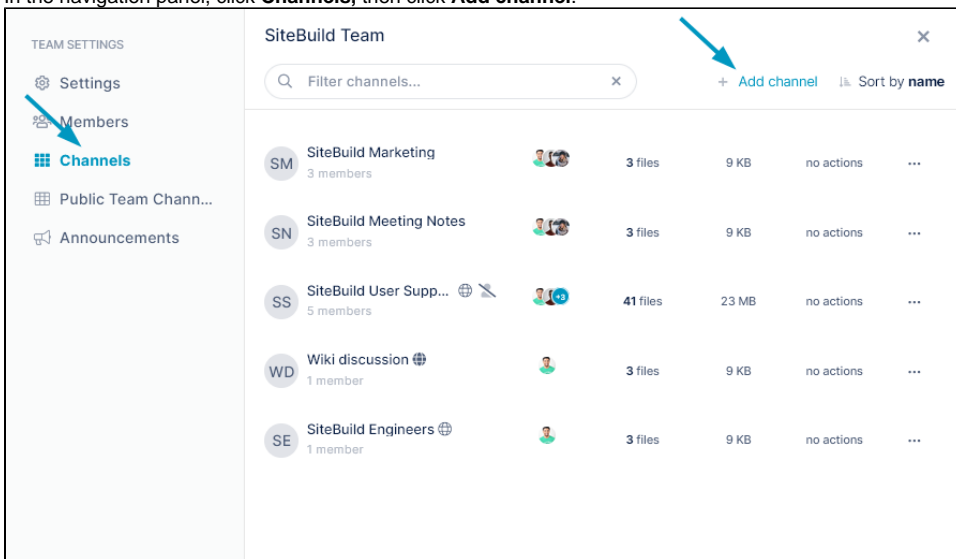 In the navigation panel, click Channels, then click Add channel.
TEAM SETTINGS
Settings
Members
Channels
Public Team Chann...
Announcements
SiteBuild Team
Filter channels...
+ Add channel
Sort by name
SM
SiteBuild Marketing
3 members
3 files
9 KB
no actions
...
SN
SiteBuild Meeting Notes
3 members
3 files
9 KB
no actions
...
SS
SiteBuild User Supp...
5 members
+3
41 files
23 MB
no actions
...
WD
Wiki discussion
1 member
3 files
9 KB
no actions
...
SE
SiteBuild Engineers
1 member
3 files
9 KB
no actions
...